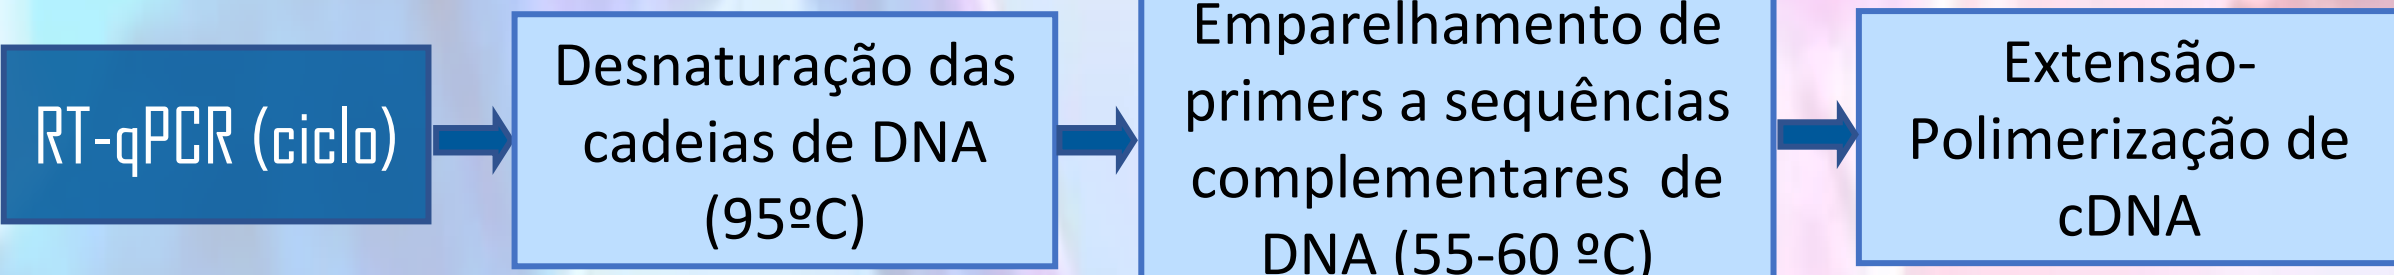 RT-qPCR (ciclo)
Desnaturação das
cadeias de DNA
(95ºC)
Emparelhamento de
primers a sequências
complementares de
DNA (55-60 ºC)
Extensão-
Polimerização de
cDNA